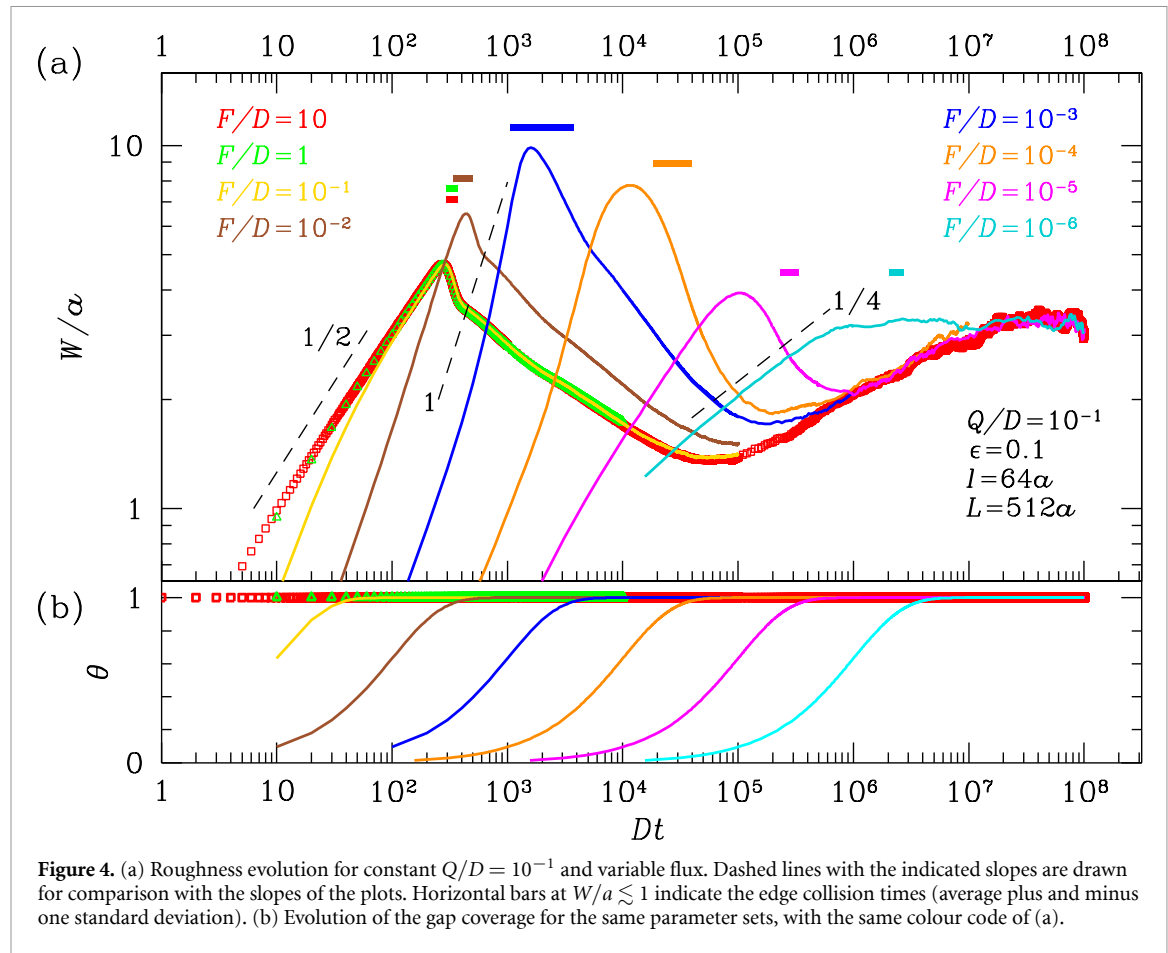 1 10 10² 10³ 10⁴ 10⁵ 10⁶ 10⁷ 10⁸
(a)
F/D=10
F/D=1
F/D=10⁻¹
F/D=10⁻²
F/D=10⁻³
F/D=10⁻⁴
F/D=10⁻⁵
F/D=10⁻⁶
10
1
W/a
1/2
1
1/4
Q/D=10⁻¹
ϵ=0.1
l=64a
L=512a
(b)
1
0
θ
1 10 10² 10³ 10⁴ 10⁵ 10⁶ 10⁷ 10⁸
Dt
Figure 4. (a) Roughness evolution for constant Q/D = 10⁻¹ and variable flux. Dashed lines with the indicated slopes are drawn
for comparison with the slopes of the plots. Horizontal bars at W/a ≲ 1 indicate the edge collision times (average plus and minus
one standard deviation). (b) Evolution of the gap coverage for the same parameter sets, with the same colour code of (a).